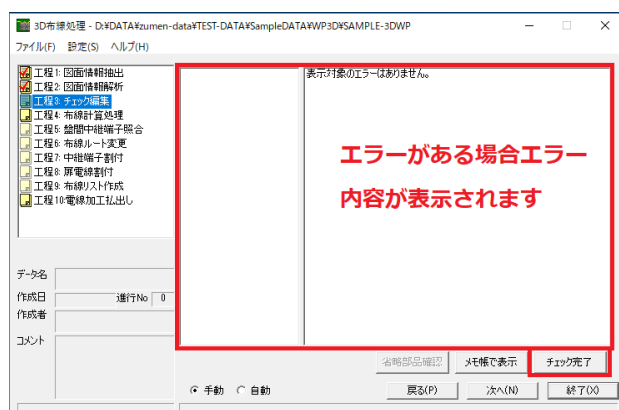 3D布線処理 - D:¥DATA¥zumen-data¥TEST-DATA¥SampleDATA¥WP3D¥SAMPLE-3DWP
ファイル(F) 設定(S) ヘルプ(H)
工程1: 図面情報抽出
工程2: 図面情報解析
工程3: チェック編集
工程4: 布線計算処理
工程5: 盤間中継端子照合
工程6: 布線ルート変更
工程7: 中継端子割付
工程8: 扉電線割付
工程9: 布線リスト作成
工程10:電線加工払出し
表示対象のエラーはありません。
エラーがある場合エラー
内容が表示されます
データ名
作成日 進行No 0
作成者
コメント
省略部品確認 メモ帳で表示 チェック完了
手動 自動 戻る(P) 次へ(N) 終了(X)